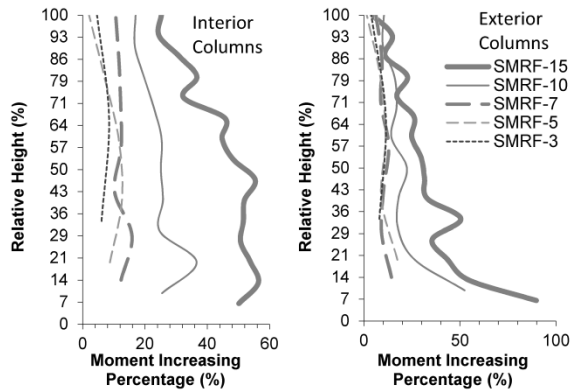 Interior
Columns
Relative Height (%)
100
93
86
79
71
64
57
50
43
36
29
21
14
7
0
0 20 40 60
Moment Increasing
Percentage (%)
Exterior
Columns
SMRF-15
SMRF-10
SMRF-7
SMRF-5
SMRF-3
Relative Height (%)
100
93
86
79
71
64
57
50
43
36
29
21
14
7
0
0 50 100
Moment Increasing
Percentage (%)